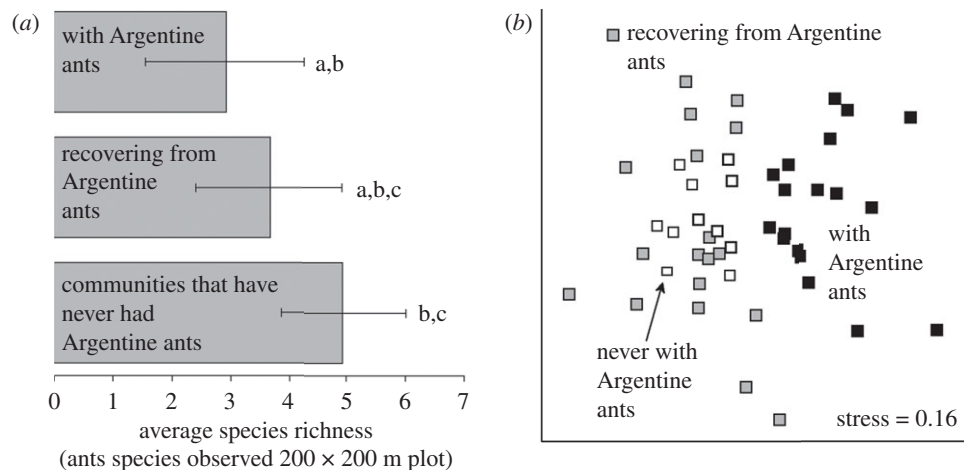 (a)
with Argentine
ants
a,b
recovering from
Argentine
ants
a,b,c
communities that have
never had
Argentine ants
b,c
0 1 2 3 4 5 6 7
average species richness
(ants species observed 200 × 200 m plot)
(b)
recovering from Argentine
ants
with
Argentine
ants
never with
Argentine
ants
stress = 0.16